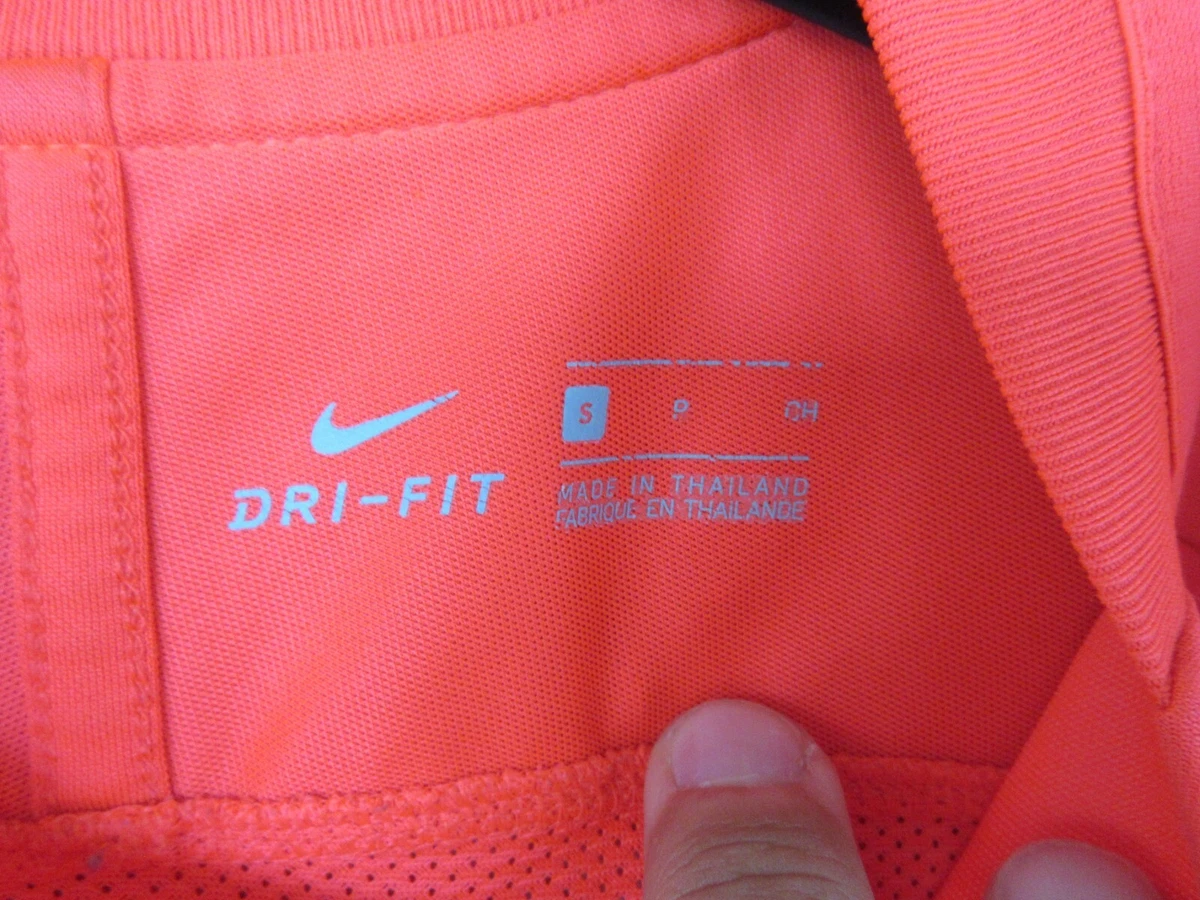 DRI-FIT
S P CH
MADE IN THAILAND
FABRIQUE EN THAILANDE